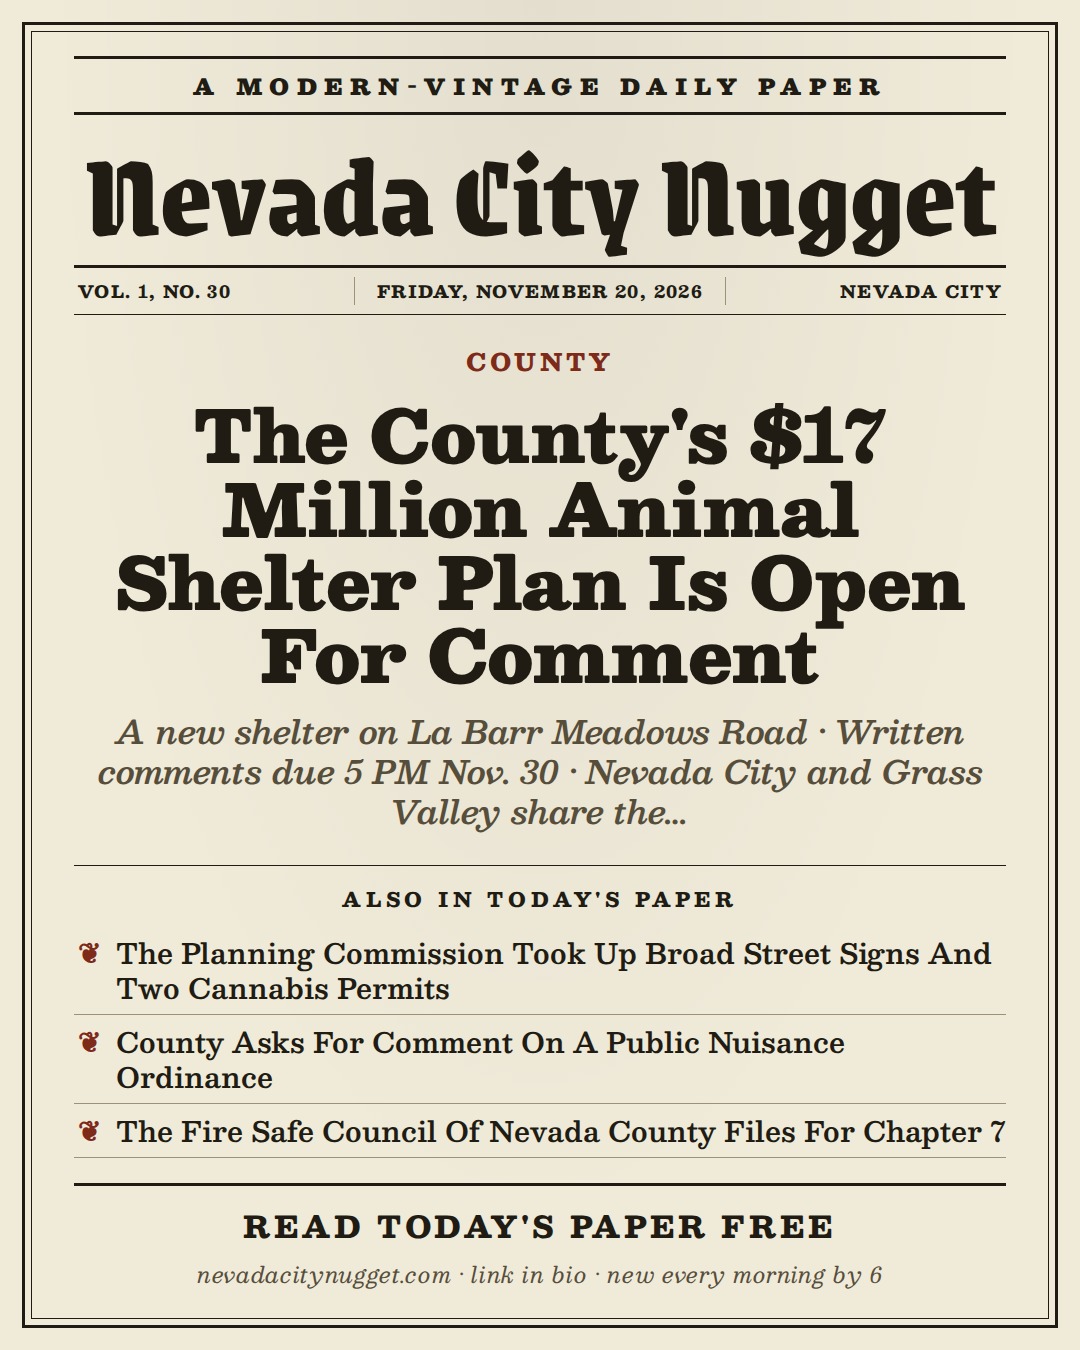 A MODERN-VINTAGE DAILY PAPER
Nevada City Nugget
VOL. 1, NO. 30 FRIDAY, NOVEMBER 20, 2026 NEVADA CITY
COUNTY
The County's $17
Million Animal
Shelter Plan Is Open
For Comment
A new shelter on La Barr Meadows Road · Written
comments due 5 PM Nov. 30 · Nevada City and Grass
Valley share the...
ALSO IN TODAY'S PAPER
❦ The Planning Commission Took Up Broad Street Signs And
Two Cannabis Permits
❦ County Asks For Comment On A Public Nuisance
Ordinance
❦ The Fire Safe Council Of Nevada County Files For Chapter 7
READ TODAY'S PAPER FREE
nevadacitynugget.com · link in bio · new every morning by 6